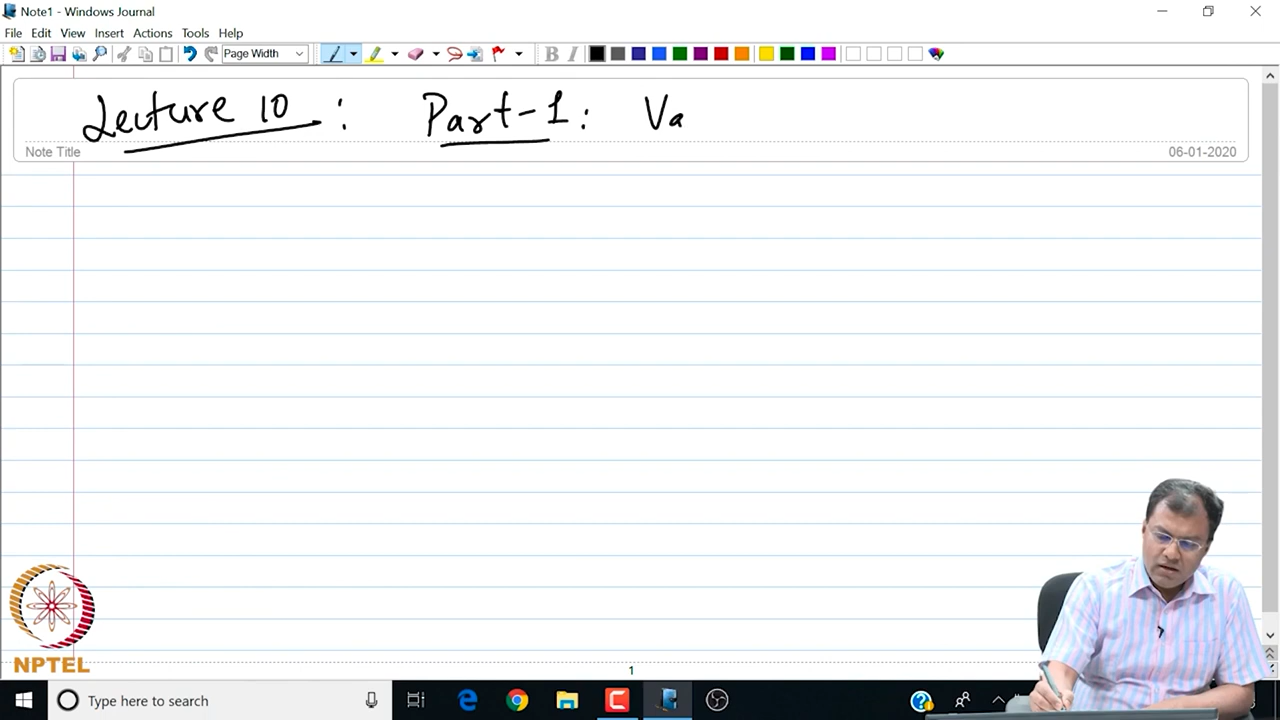 Note1 - Windows Journal
File Edit View Insert Actions Tools Help
Page Width B I
Lecture 10 : Part-1 : Va
Note Title
06-01-2020
NPTEL
1
Type here to search